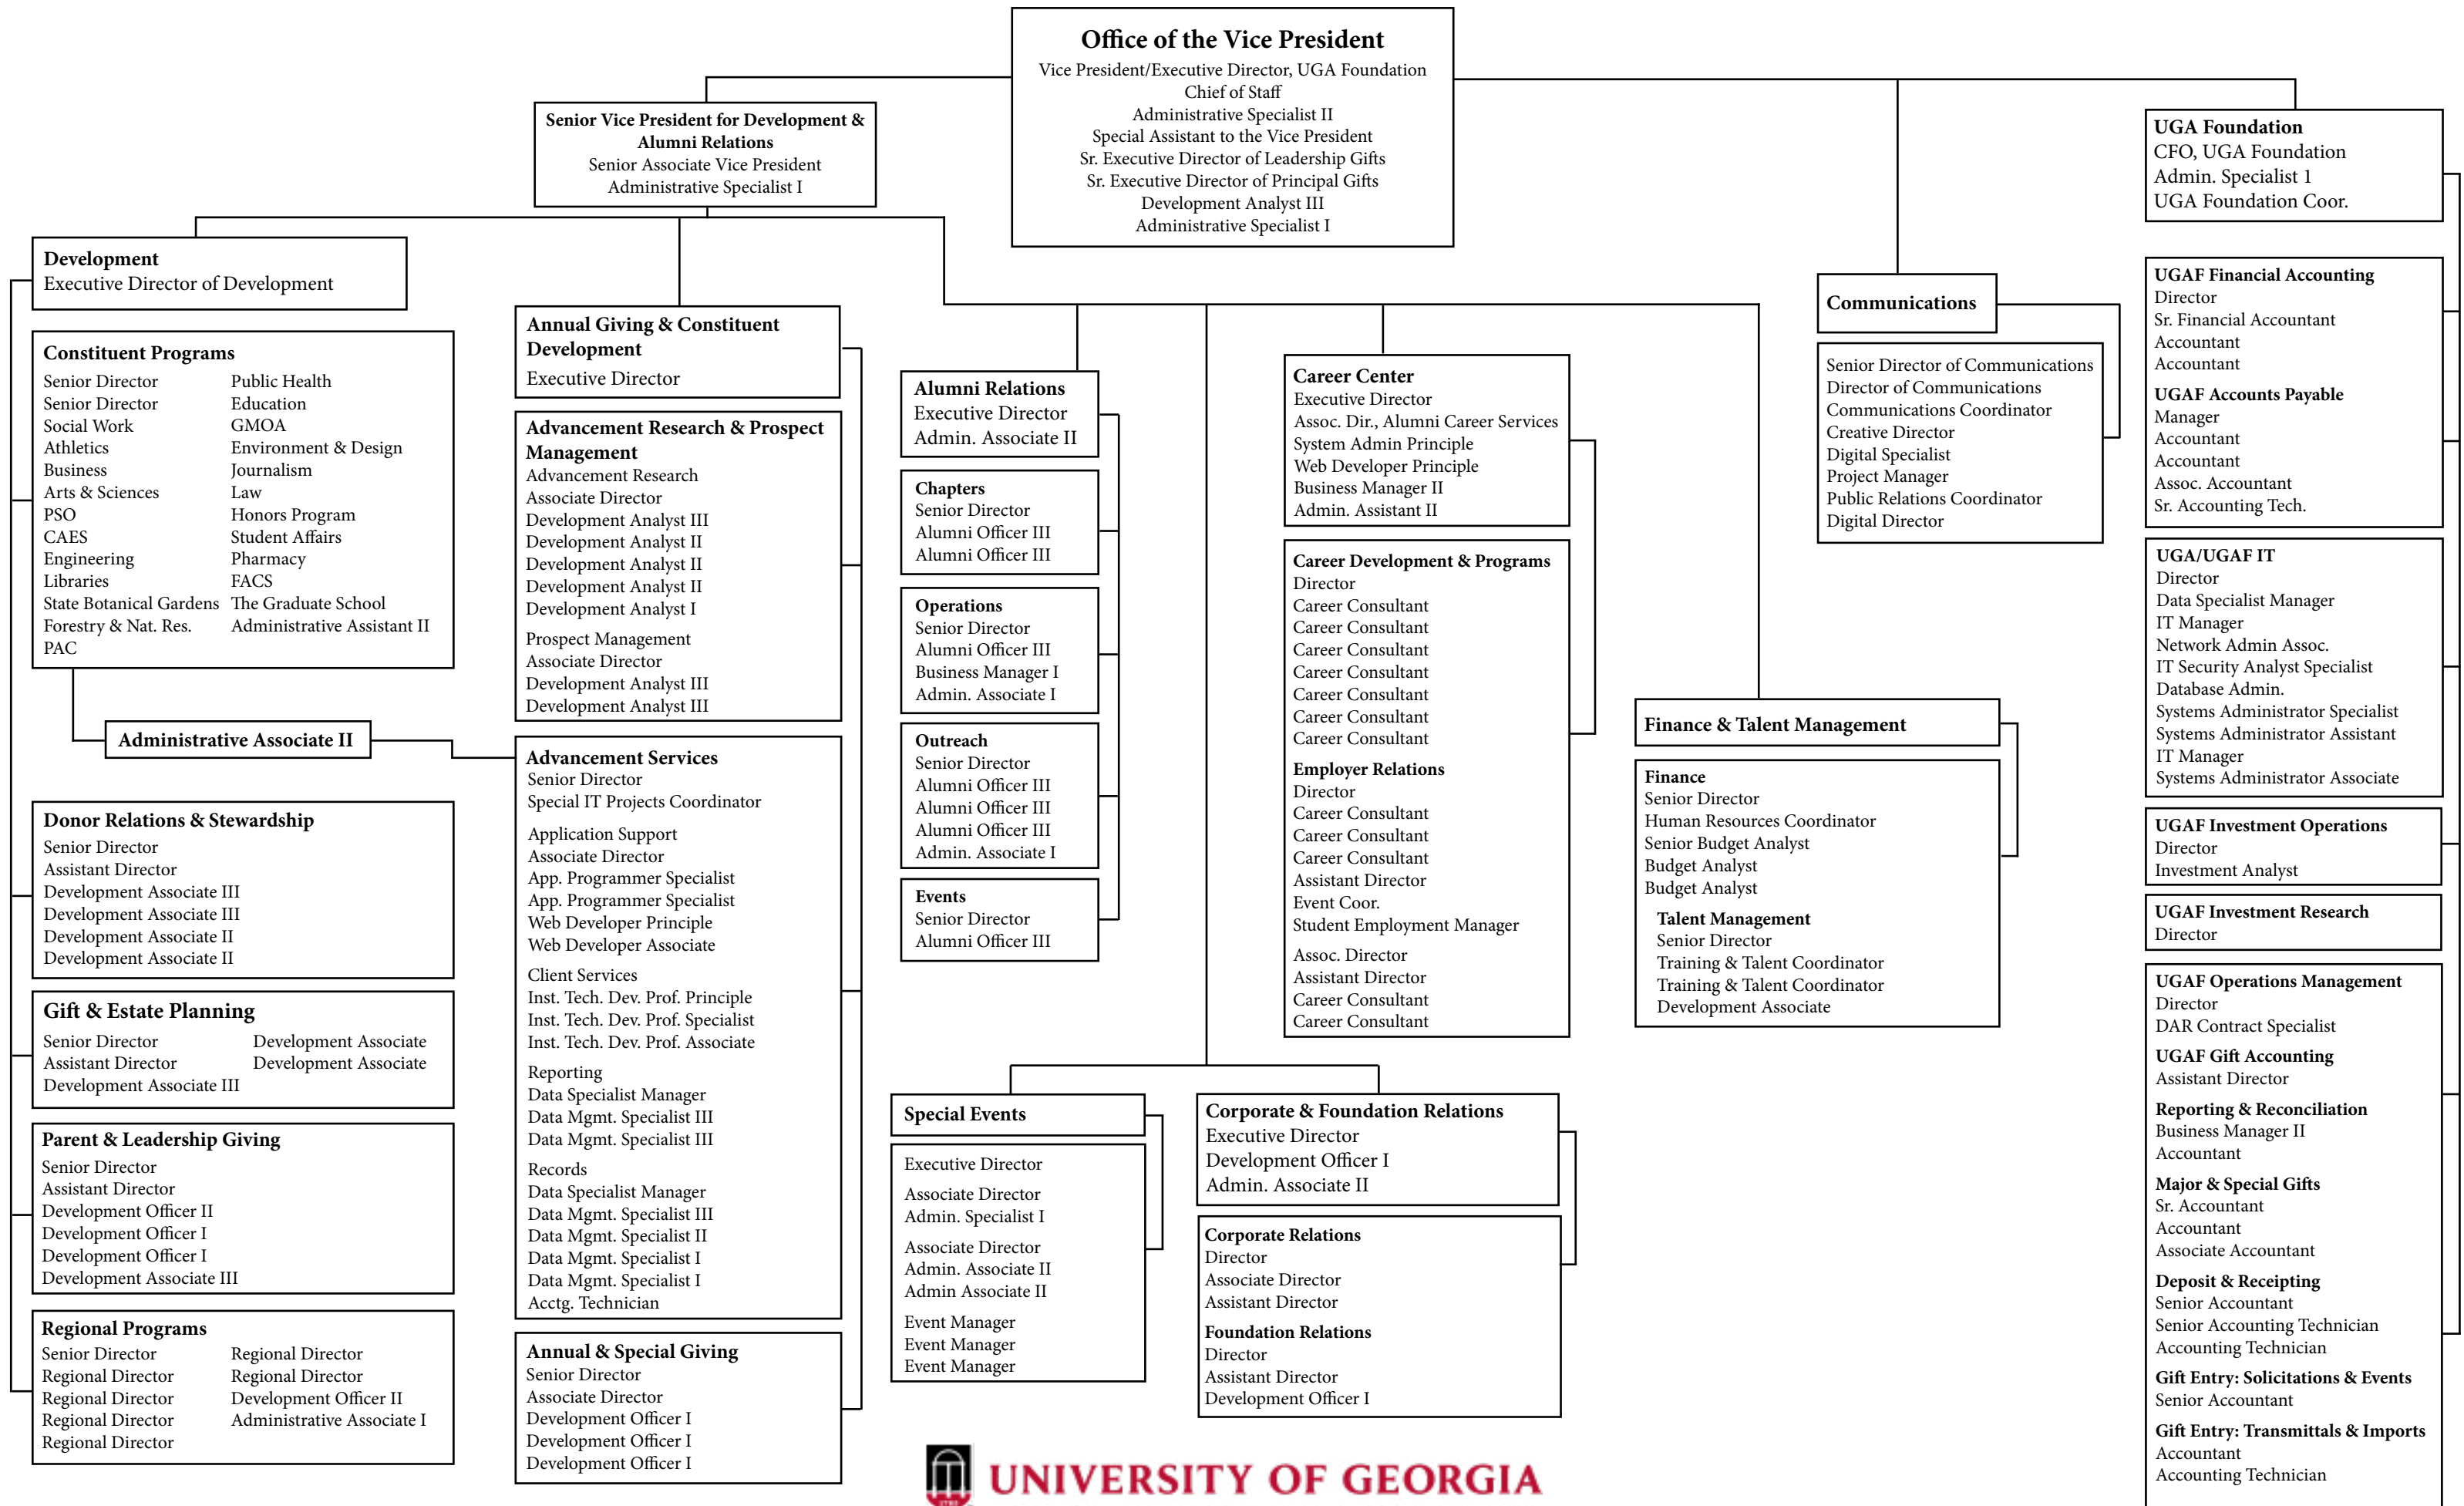 Office of the Vice President
Vice President/Executive Director, UGA Foundation
Chief of Staff
Administrative Specialist II
Special Assistant to the Vice President
Sr. Executive Director of Leadership Gifts
Sr. Executive Director of Principal Gifts
Development Analyst III
Administrative Specialist I
Senior Vice President for Development &
Alumni Relations
Senior Associate Vice President
Administrative Specialist I
Development
Executive Director of Development
Constituent Programs
Senior Director
Senior Director
Social Work
Athletics
Business
Arts & Sciences
PSO
CAES
Engineering
Libraries
State Botanical Gardens
Forestry & Nat. Res.
PAC
Public Health
Education
GMOA
Environment & Design
Journalism
Law
Honors Program
Student Affairs
Pharmacy
FACS
The Graduate School
Administrative Assistant II
Administrative Associate II
Donor Relations & Stewardship
Senior Director
Assistant Director
Development Associate III
Development Associate III
Development Associate II
Development Associate II
Gift & Estate Planning
Senior Director
Assistant Director
Development Associate III
Development Associate
Development Associate
Parent & Leadership Giving
Senior Director
Assistant Director
Development Officer II
Development Officer I
Development Officer I
Development Associate III
Regional Programs
Senior Director
Regional Director
Regional Director
Regional Director
Regional Director
Regional Director
Regional Director
Development Officer II
Administrative Associate I
Annual Giving & Constituent
Development
Executive Director
Advancement Research & Prospect
Management
Advancement Research
Associate Director
Development Analyst III
Development Analyst II
Development Analyst II
Development Analyst II
Development Analyst I
Prospect Management
Associate Director
Development Analyst III
Development Analyst III
Advancement Services
Senior Director
Special IT Projects Coordinator
Application Support
Associate Director
App. Programmer Specialist
App. Programmer Specialist
Web Developer Principle
Web Developer Associate
Client Services
Inst. Tech. Dev. Prof. Principle
Inst. Tech. Dev. Prof. Specialist
Inst. Tech. Dev. Prof. Associate
Reporting
Data Specialist Manager
Data Mgmt. Specialist III
Data Mgmt. Specialist III
Records
Data Specialist Manager
Data Mgmt. Specialist III
Data Mgmt. Specialist II
Data Mgmt. Specialist I
Data Mgmt. Specialist I
Acctg. Technician
Annual & Special Giving
Senior Director
Associate Director
Development Officer I
Development Officer I
Development Officer I
Alumni Relations
Executive Director
Admin. Associate II
Chapters
Senior Director
Alumni Officer III
Alumni Officer III
Operations
Senior Director
Alumni Officer III
Business Manager I
Admin. Associate I
Outreach
Senior Director
Alumni Officer III
Alumni Officer III
Alumni Officer III
Admin. Associate I
Events
Senior Director
Alumni Officer III
Special Events
Executive Director
Associate Director
Admin. Specialist I
Associate Director
Admin. Associate II
Admin Associate II
Event Manager
Event Manager
Event Manager
Corporate & Foundation Relations
Executive Director
Development Officer I
Admin. Associate II
Corporate Relations
Director
Associate Director
Assistant Director
Foundation Relations
Director
Assistant Director
Development Officer I
Career Center
Executive Director
Assoc. Dir., Alumni Career Services
System Admin Principle
Web Developer Principle
Business Manager II
Admin. Assistant II
Career Development & Programs
Director
Career Consultant
Career Consultant
Career Consultant
Career Consultant
Career Consultant
Career Consultant
Career Consultant
Employer Relations
Director
Career Consultant
Career Consultant
Career Consultant
Assistant Director
Event Coor.
Student Employment Manager
Assoc. Director
Assistant Director
Career Consultant
Career Consultant
Finance & Talent Management
Finance
Senior Director
Human Resources Coordinator
Senior Budget Analyst
Budget Analyst
Budget Analyst
Talent Management
Senior Director
Training & Talent Coordinator
Training & Talent Coordinator
Development Associate
Communications
Senior Director of Communications
Director of Communications
Communications Coordinator
Creative Director
Digital Specialist
Project Manager
Public Relations Coordinator
Digital Director
UGA Foundation
CFO, UGA Foundation
Admin. Specialist 1
UGA Foundation Coor.
UGAF Financial Accounting
Director
Sr. Financial Accountant
Accountant
Accountant
UGAF Accounts Payable
Manager
Accountant
Accountant
Assoc. Accountant
Sr. Accounting Tech.
UGA/UGAF IT
Director
Data Specialist Manager
IT Manager
Network Admin Assoc.
IT Security Analyst Specialist
Database Admin.
Systems Administrator Specialist
Systems Administrator Assistant
IT Manager
Systems Administrator Associate
UGAF Investment Operations
Director
Investment Analyst
UGAF Investment Research
Director
UGAF Operations Management
Director
DAR Contract Specialist
UGAF Gift Accounting
Assistant Director
Reporting & Reconciliation
Business Manager II
Accountant
Major & Special Gifts
Sr. Accountant
Accountant
Associate Accountant
Deposit & Receipting
Senior Accountant
Senior Accounting Technician
Accounting Technician
Gift Entry: Solicitations & Events
Senior Accountant
Gift Entry: Transmittals & Imports
Accountant
Accounting Technician
UNIVERSITY OF GEORGIA